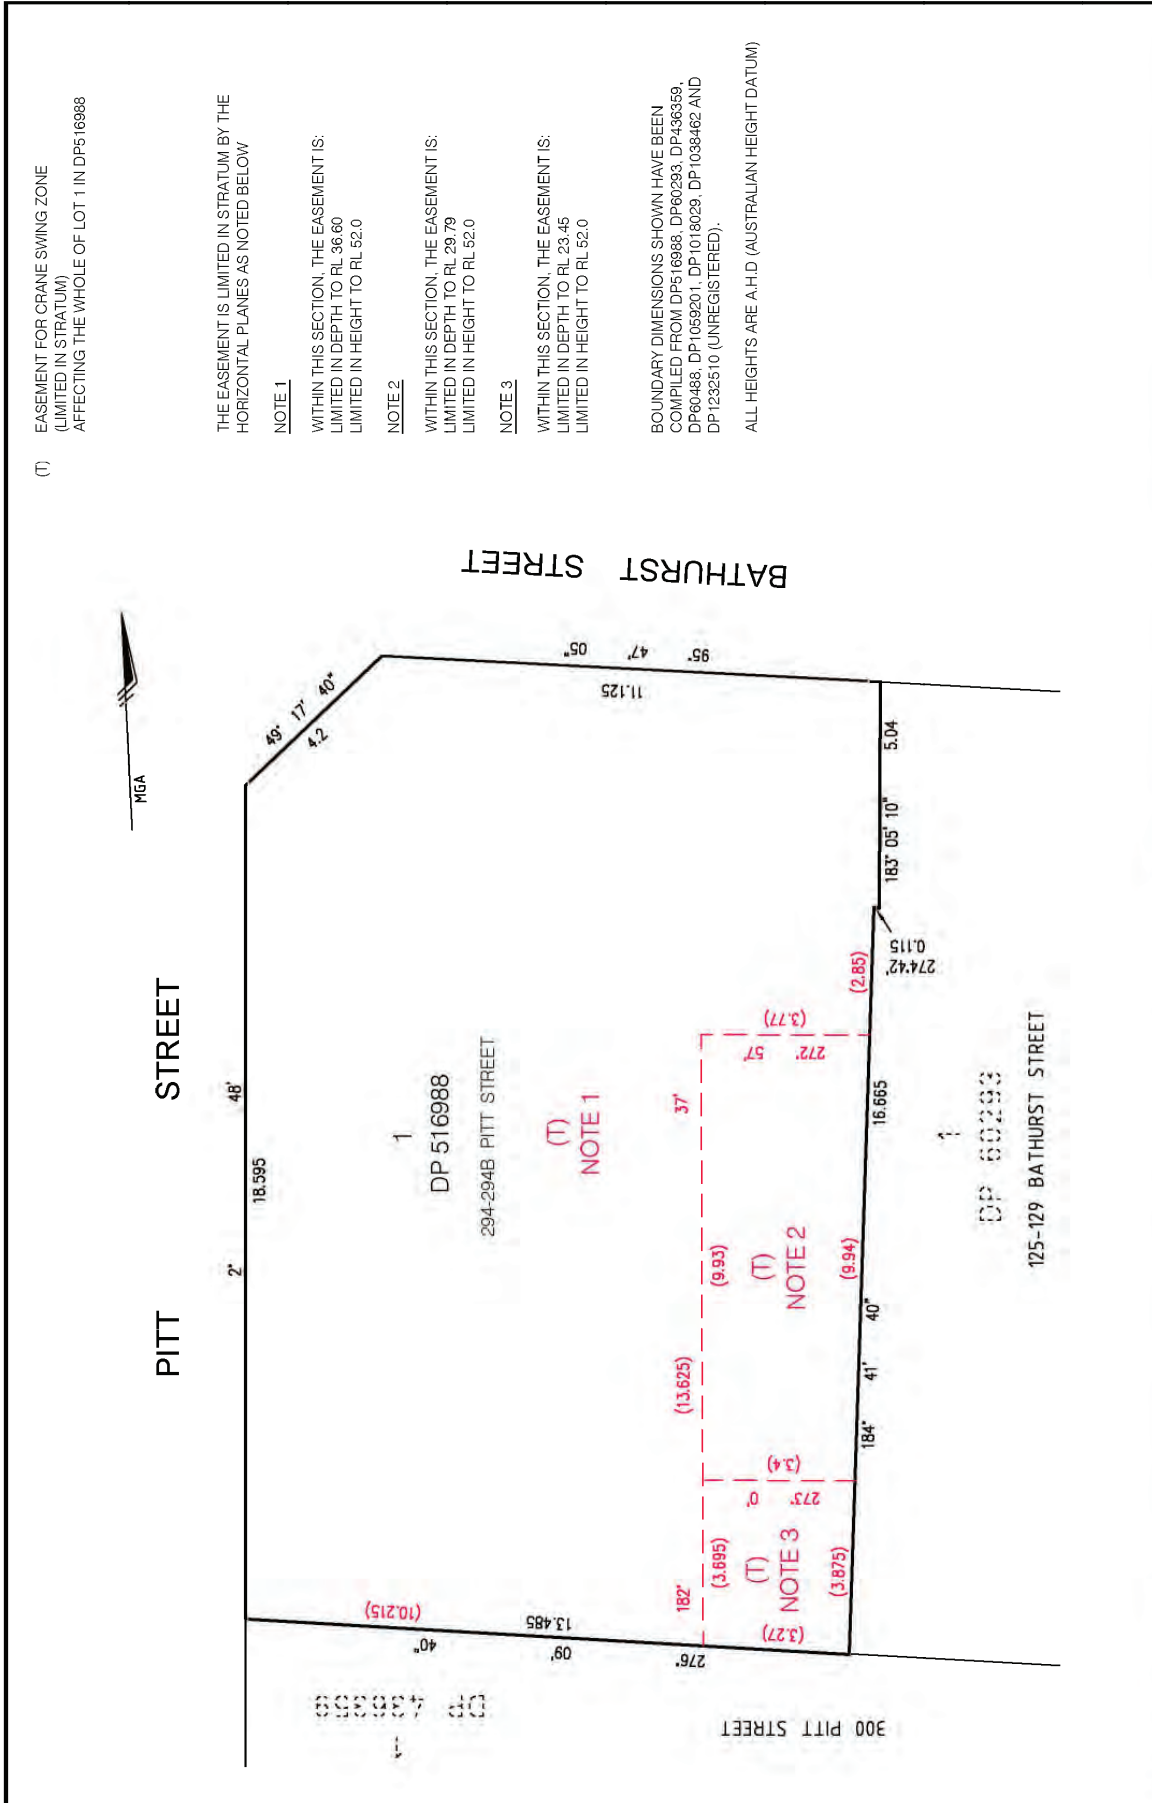 (T) EASEMENT FOR CRANE SWING ZONE
(LIMITED IN STRATUM)
AFFECTING THE WHOLE OF LOT 1 IN DP516988
THE EASEMENT IS LIMITED IN STRATUM BY THE
HORIZONTAL PLANES AS NOTED BELOW
NOTE 1
WITHIN THIS SECTION, THE EASEMENT IS:
LIMITED IN DEPTH TO RL 36.60
LIMITED IN HEIGHT TO RL 52.0
NOTE 2
WITHIN THIS SECTION, THE EASEMENT IS:
LIMITED IN DEPTH TO RL 29.79
LIMITED IN HEIGHT TO RL 52.0
NOTE 3
WITHIN THIS SECTION, THE EASEMENT IS:
LIMITED IN DEPTH TO RL 23.45
LIMITED IN HEIGHT TO RL 52.0
BOUNDARY DIMENSIONS SHOWN HAVE BEEN
COMPILED FROM DP516988, DP60293, DP436359,
DP60488, DP1059201, DP1018029, DP1038462 AND
DP1232510 (UNREGISTERED).
ALL HEIGHTS ARE A.H.D (AUSTRALIAN HEIGHT DATUM)
MGA
PITT STREET
BATHURST STREET
2° 48'
18.595
49° 17' 40"
4.2
95° 47' 05"
11.125
5.04
183° 05' 10"
274°42'
0.115
1
DP 516988
294-294B PITT STREET
(T)
NOTE 1
182° 37'
(13.625)
(9.93)
(3.695)
(3.77)
272° 57'
(2.85)
16.665
184° 41' 40"
(T)
NOTE 2
(9.94)
(3.4)
273° 0'
(T)
NOTE 3
(3.875)
(3.27)
(10.215)
13.485
276° 09' 40"
1
DP 436359
300 PITT STREET
1
DP 60293
125-129 BATHURST STREET